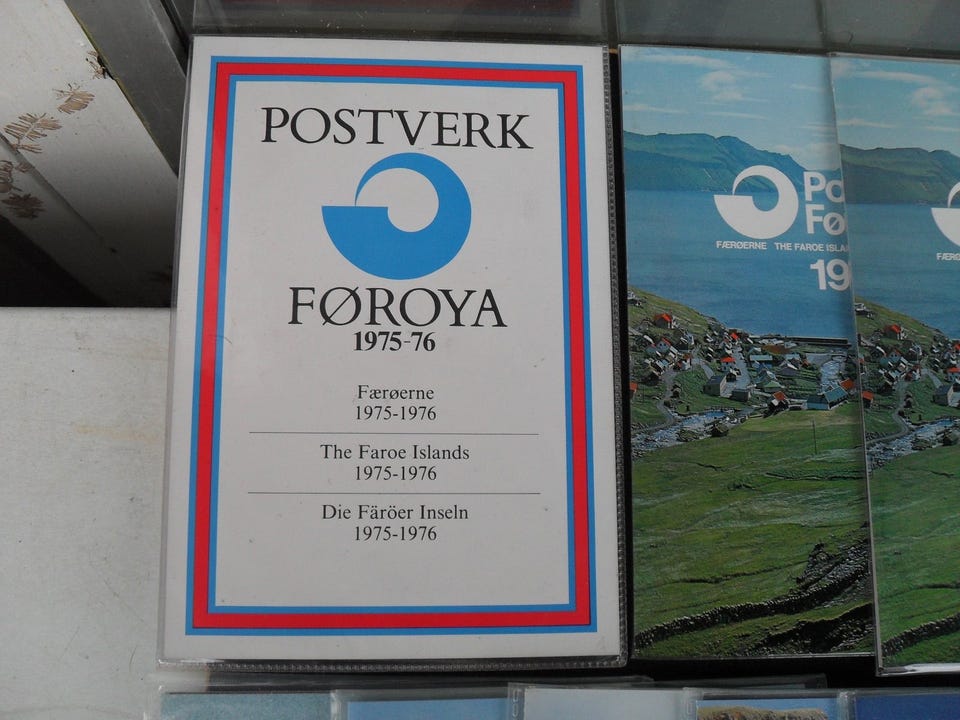 POSTVERK
FØROYA
1975-76
Færøerne
1975-1976
The Faroe Islands
1975-1976
Die Färöer Inseln
1975-1976
FÆRØERNE THE FAROE